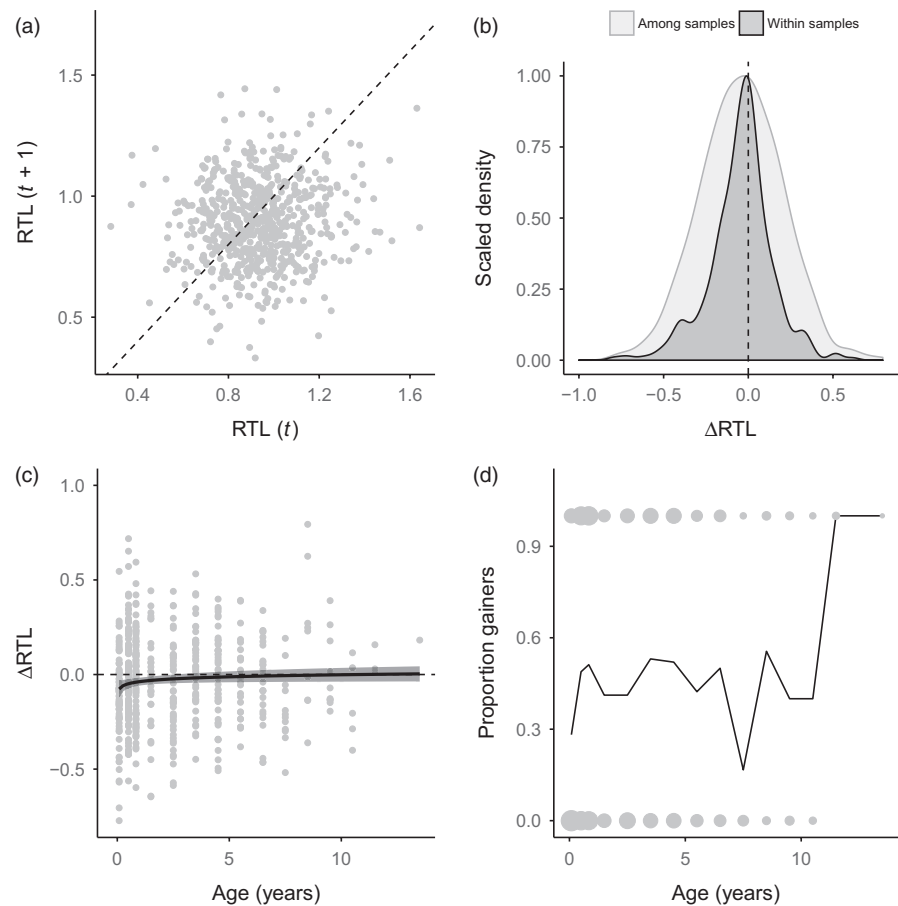 (a)
1.5
1.0
0.5
0.4
0.8
1.2
1.6
RTL (t + 1)
RTL (t)
(b)
Among samples
Within samples
1.00
0.75
0.50
0.25
0.00
−1.0
−0.5
0.0
0.5
Scaled density
ΔRTL
(c)
1.0
0.5
0.0
−0.5
0
5
10
ΔRTL
Age (years)
(d)
0.9
0.6
0.3
0.0
0
5
10
Proportion gainers
Age (years)